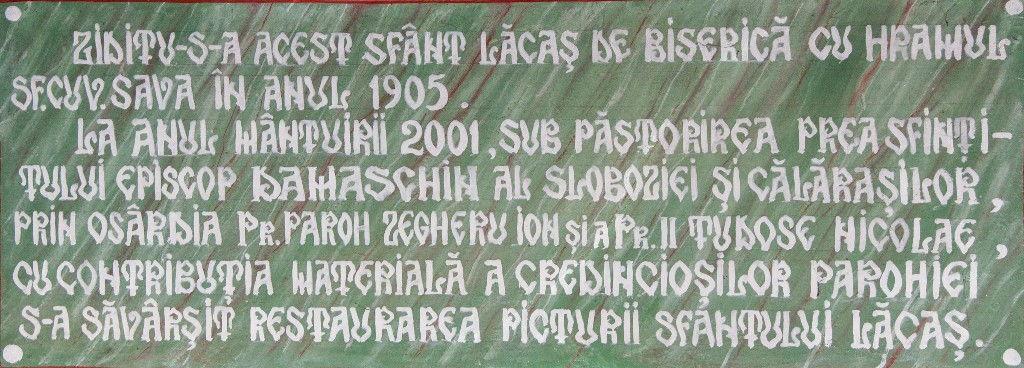 ZIDITU-S-A ACEST SFÂNT LĂCAŞ DE BISERICĂ CU HRAMUL
SF.CUV.SAVA ÎN ANUL 1905.
LA ANUL MÂNTUIRII 2001, SUB PĂSTORIREA PREA SFINŢI-
TULUI EPISCOP DAMASCHIN AL SLOBOZIEI ŞI CĂLĂRAŞILOR,
PRIN OSÂRDIA PR. PAROH ZEGHERU ION ŞI A PR. II TUDOSE NICOLAE,
CU CONTRIBUŢIA MATERIALĂ A CREDINCIOŞILOR PAROHIEI
S-A SĂVÂRŞIT RESTAURAREA PICTURII SFÂNTULUI LĂCAŞ.